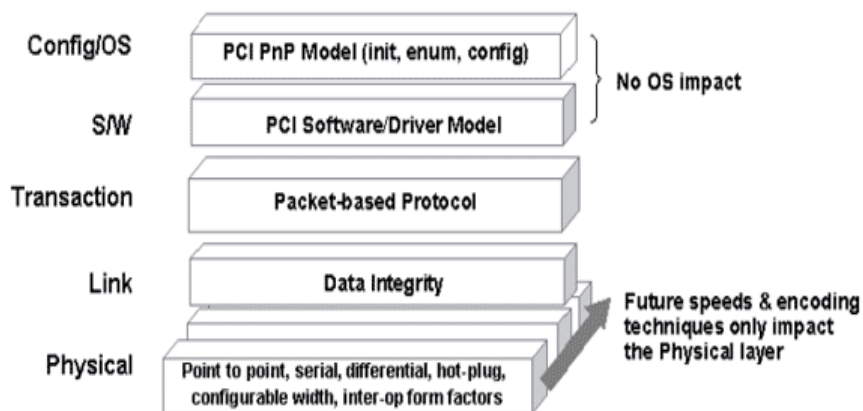 Config/OS
PCI PnP Model (init, enum, config)
No OS impact
S/W
PCI Software/Driver Model
Transaction
Packet-based Protocol
Link
Data Integrity
Future speeds & encoding
techniques only impact
the Physical layer
Physical
Point to point, serial, differential, hot-plug,
configurable width, inter-op form factors